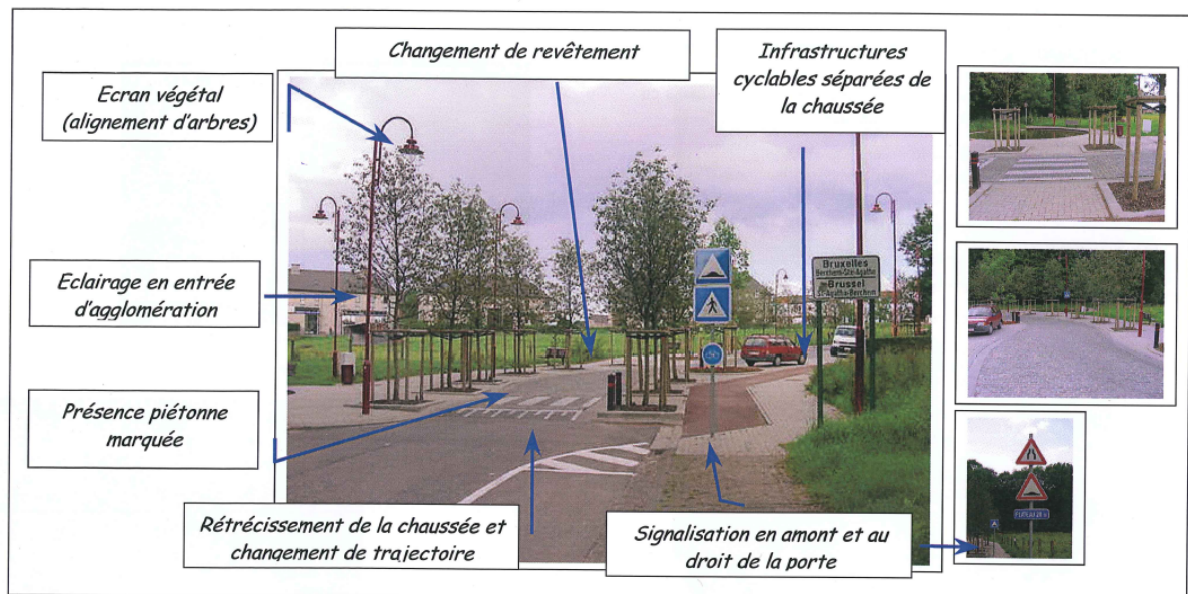 Changement de revêtement
Infrastructures
cyclables séparées de
la chaussée
Ecran végétal
(alignement d'arbres)
Eclairage en entrée
d'agglomération
Présence piétonne
marquée
Bruxelles
Berchem-Ste-Agathe
Brussel
St-Agatha-Berchem
Rétrécissement de la chaussée et
changement de trajectoire
Signalisation en amont et au
droit de la porte